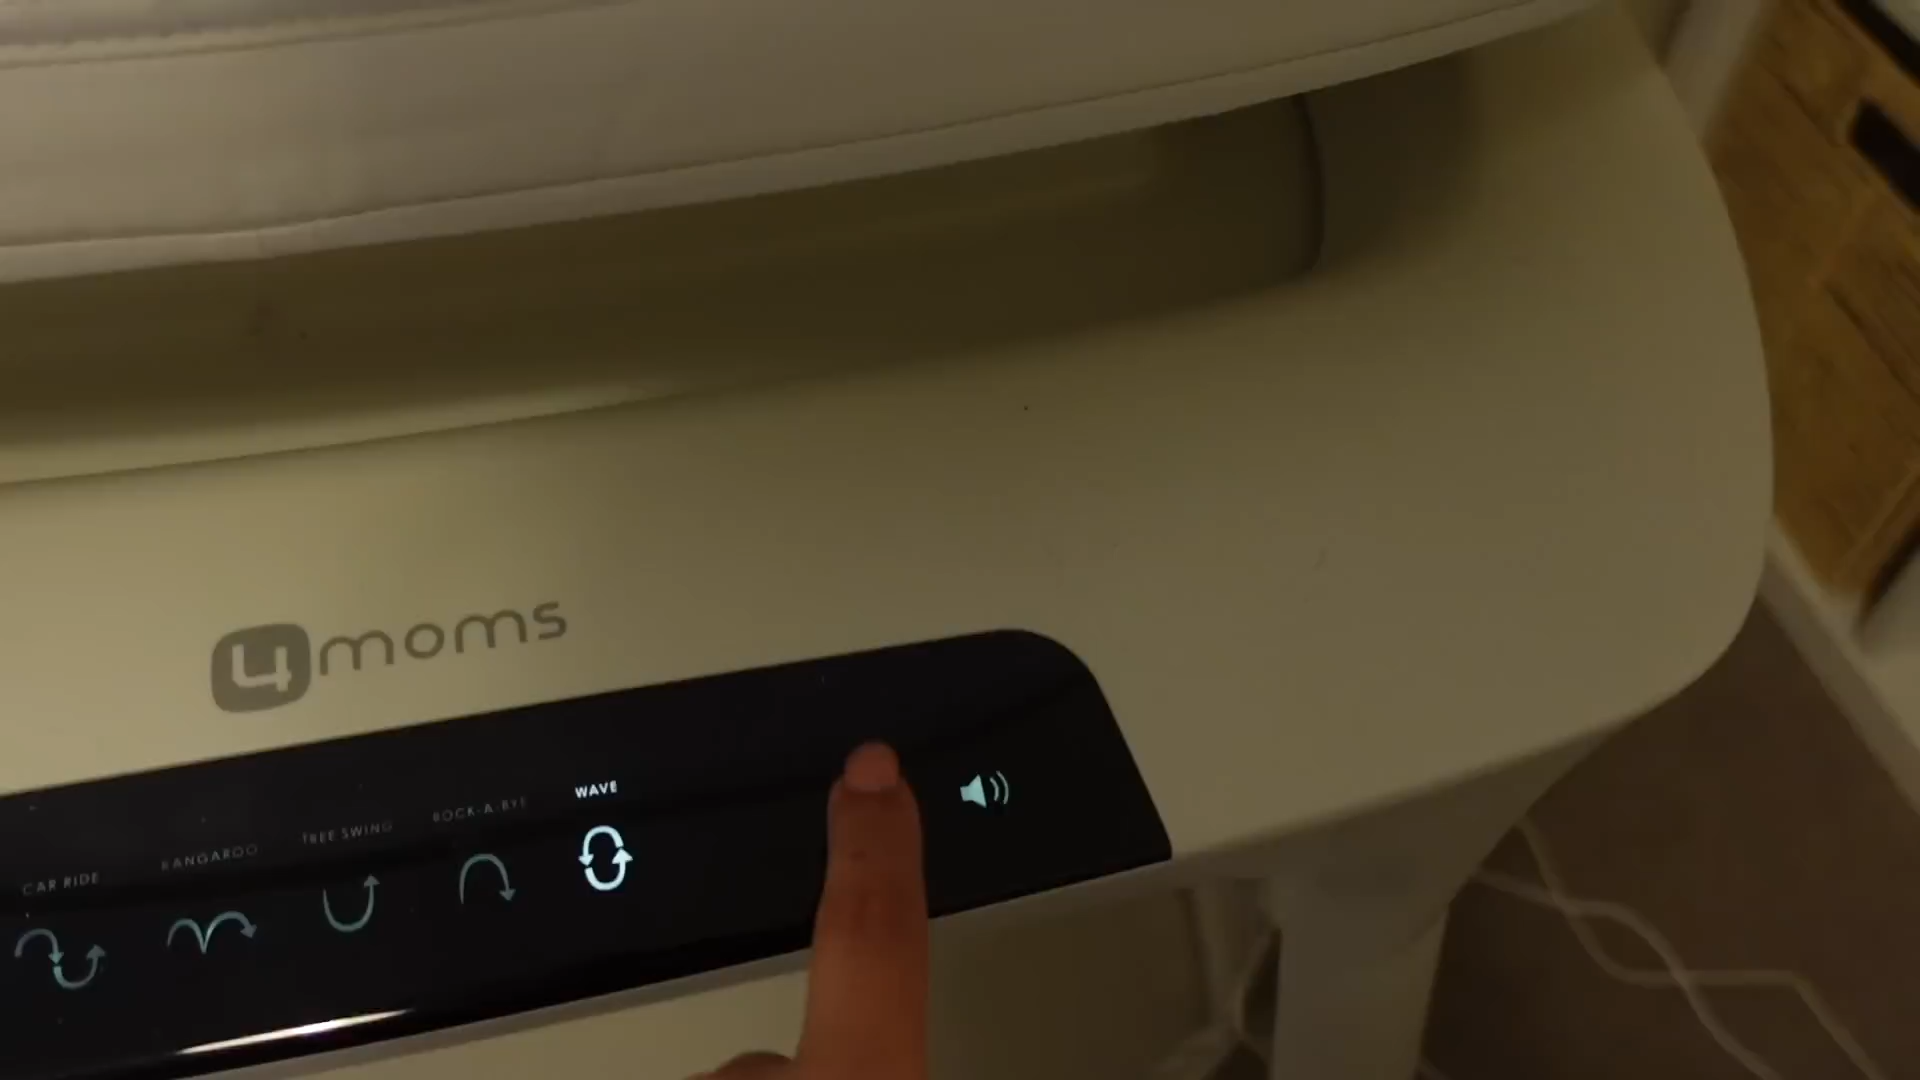 4moms
CAR RIDE
KANGAROO
TREE SWING
ROCK-A-BYE
WAVE